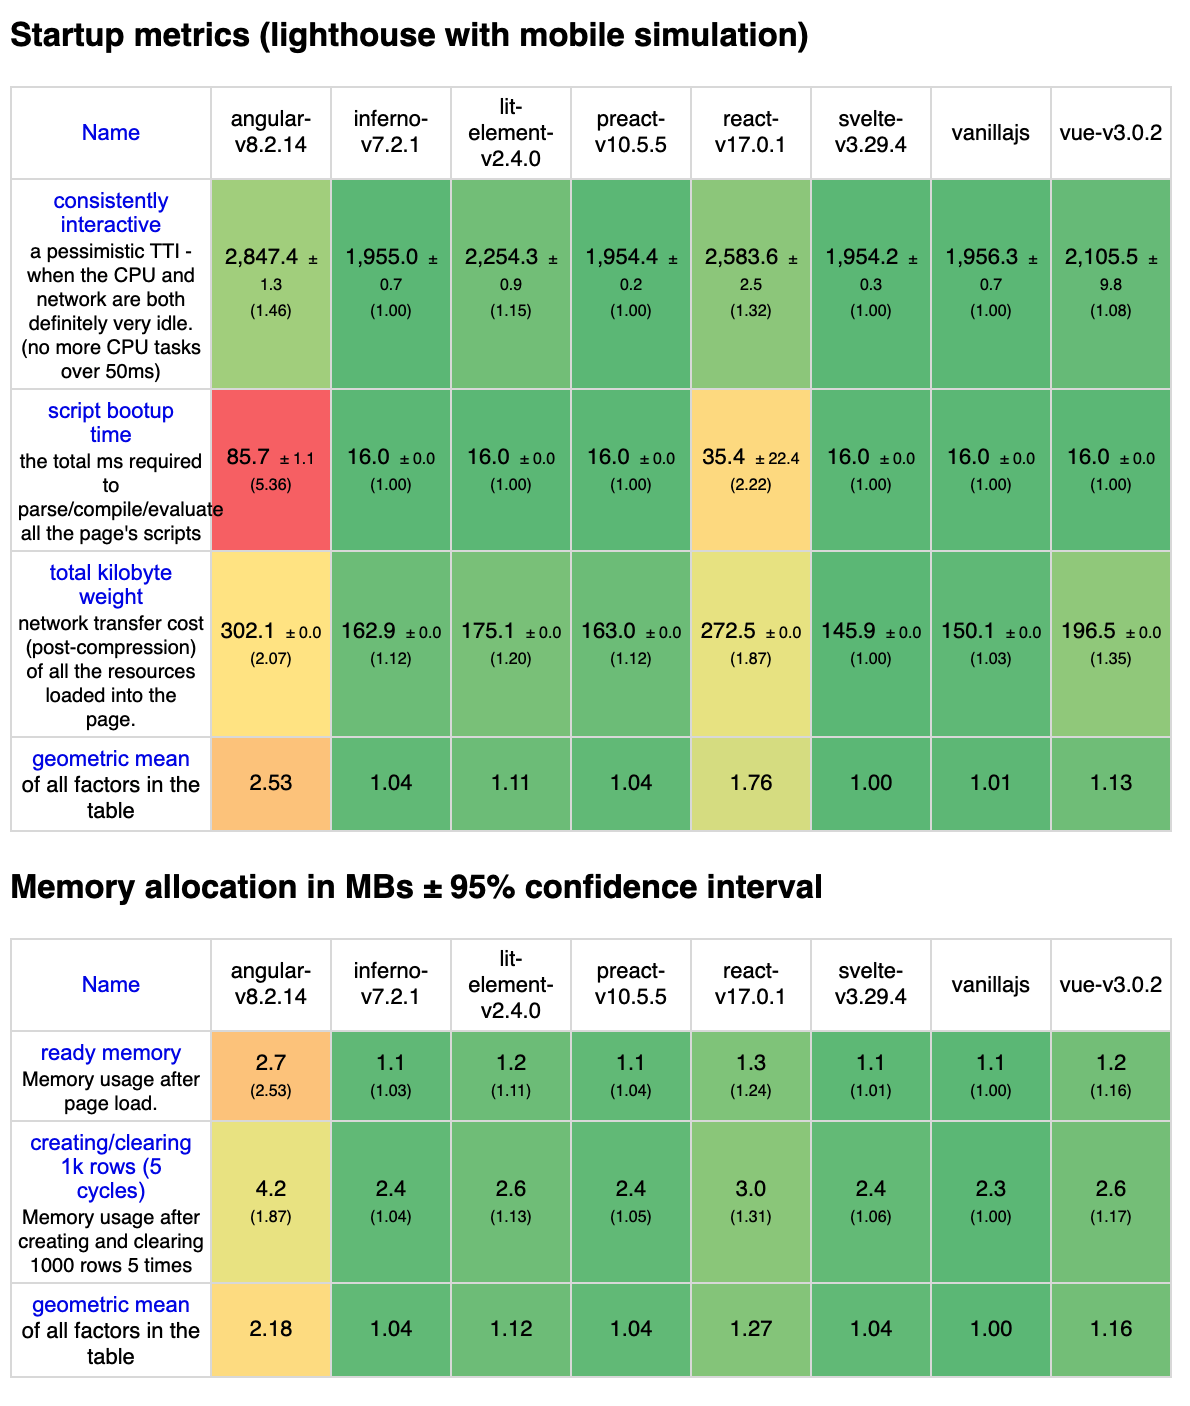 Startup metrics (lighthouse with mobile simulation)
Name
angular-
v8.2.14
inferno-
v7.2.1
lit-
element-
v2.4.0
preact-
v10.5.5
react-
v17.0.1
svelte-
v3.29.4
vanillajs
vue-v3.0.2
consistently
interactive
a pessimistic TTI -
when the CPU and
network are both
definitely very idle.
(no more CPU tasks
over 50ms)
2,847.4 ±
1.3
(1.46)
1,955.0 ±
0.7
(1.00)
2,254.3 ±
0.9
(1.15)
1,954.4 ±
0.2
(1.00)
2,583.6 ±
2.5
(1.32)
1,954.2 ±
0.3
(1.00)
1,956.3 ±
0.7
(1.00)
2,105.5 ±
9.8
(1.08)
script bootup
time
the total ms required
to
parse/compile/evaluate
all the page's scripts
85.7 ± 1.1
(5.36)
16.0 ± 0.0
(1.00)
16.0 ± 0.0
(1.00)
16.0 ± 0.0
(1.00)
35.4 ± 22.4
(2.22)
16.0 ± 0.0
(1.00)
16.0 ± 0.0
(1.00)
16.0 ± 0.0
(1.00)
total kilobyte
weight
network transfer cost
(post-compression)
of all the resources
loaded into the
page.
302.1 ± 0.0
(2.07)
162.9 ± 0.0
(1.12)
175.1 ± 0.0
(1.20)
163.0 ± 0.0
(1.12)
272.5 ± 0.0
(1.87)
145.9 ± 0.0
(1.00)
150.1 ± 0.0
(1.03)
196.5 ± 0.0
(1.35)
geometric mean
of all factors in the
table
2.53
1.04
1.11
1.04
1.76
1.00
1.01
1.13
Memory allocation in MBs ± 95% confidence interval
Name
angular-
v8.2.14
inferno-
v7.2.1
lit-
element-
v2.4.0
preact-
v10.5.5
react-
v17.0.1
svelte-
v3.29.4
vanillajs
vue-v3.0.2
ready memory
Memory usage after
page load.
2.7
(2.53)
1.1
(1.03)
1.2
(1.11)
1.1
(1.04)
1.3
(1.24)
1.1
(1.01)
1.1
(1.00)
1.2
(1.16)
creating/clearing
1k rows (5
cycles)
Memory usage after
creating and clearing
1000 rows 5 times
4.2
(1.87)
2.4
(1.04)
2.6
(1.13)
2.4
(1.05)
3.0
(1.31)
2.4
(1.06)
2.3
(1.00)
2.6
(1.17)
geometric mean
of all factors in the
table
2.18
1.04
1.12
1.04
1.27
1.04
1.00
1.16